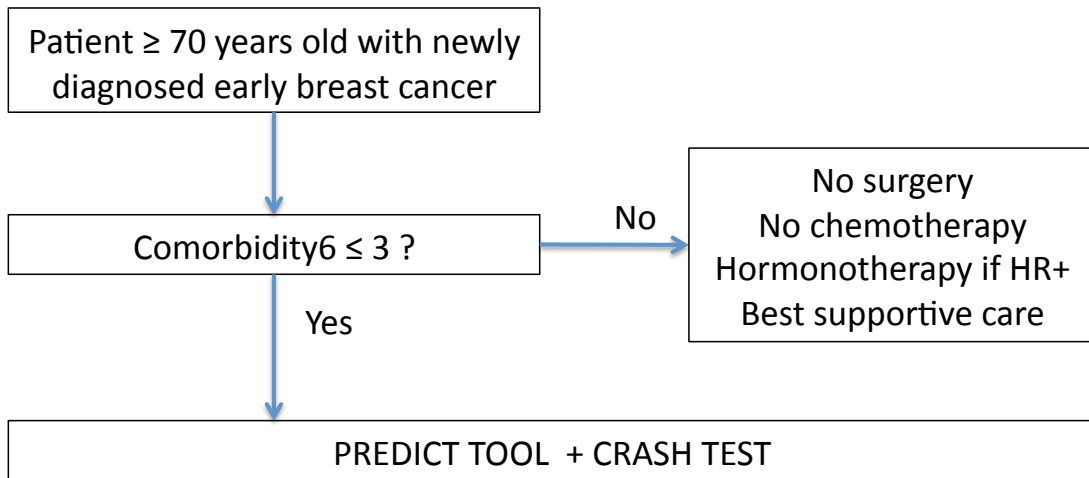 Patient ≥ 70 years old with newly
diagnosed early breast cancer
Comorbidity6 ≤ 3 ?
No
No surgery
No chemotherapy
Hormonotherapy if HR+
Best supportive care
Yes
PREDICT TOOL + CRASH TEST